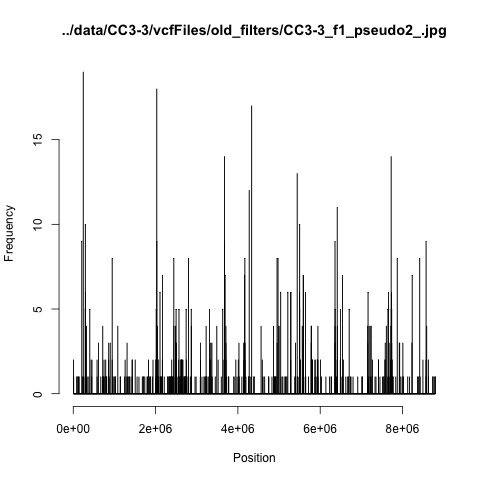 ../data/CC3-3/vcfFiles/old_filters/CC3-3_f1_pseudo2_.jpg
Frequency
15
10
5
0
0e+00 2e+06 4e+06 6e+06 8e+06
Position